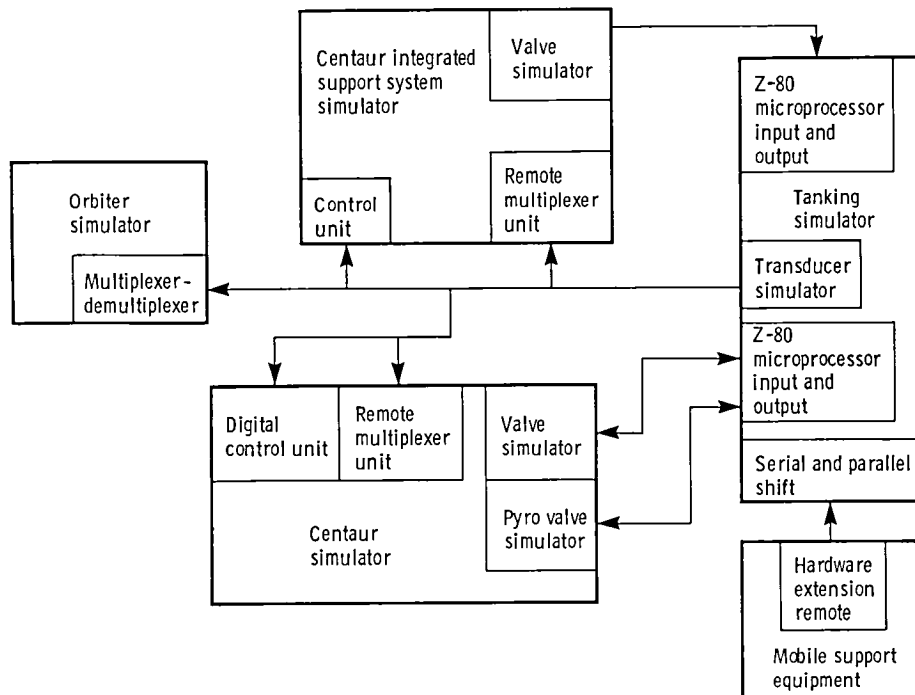 Centaur integrated
support system
simulator
Valve
simulator
Control
unit
Remote
multiplexer
unit
Orbiter
simulator
Multiplexer-
demultiplexer
Z-80
microprocessor
input and
output
Tanking
simulator
Transducer
simulator
Z-80
microprocessor
input and
output
Serial and parallel
shift
Digital
control unit
Remote
multiplexer
unit
Valve
simulator
Pyro valve
simulator
Centaur
simulator
Hardware
extension
remote
Mobile support
equipment